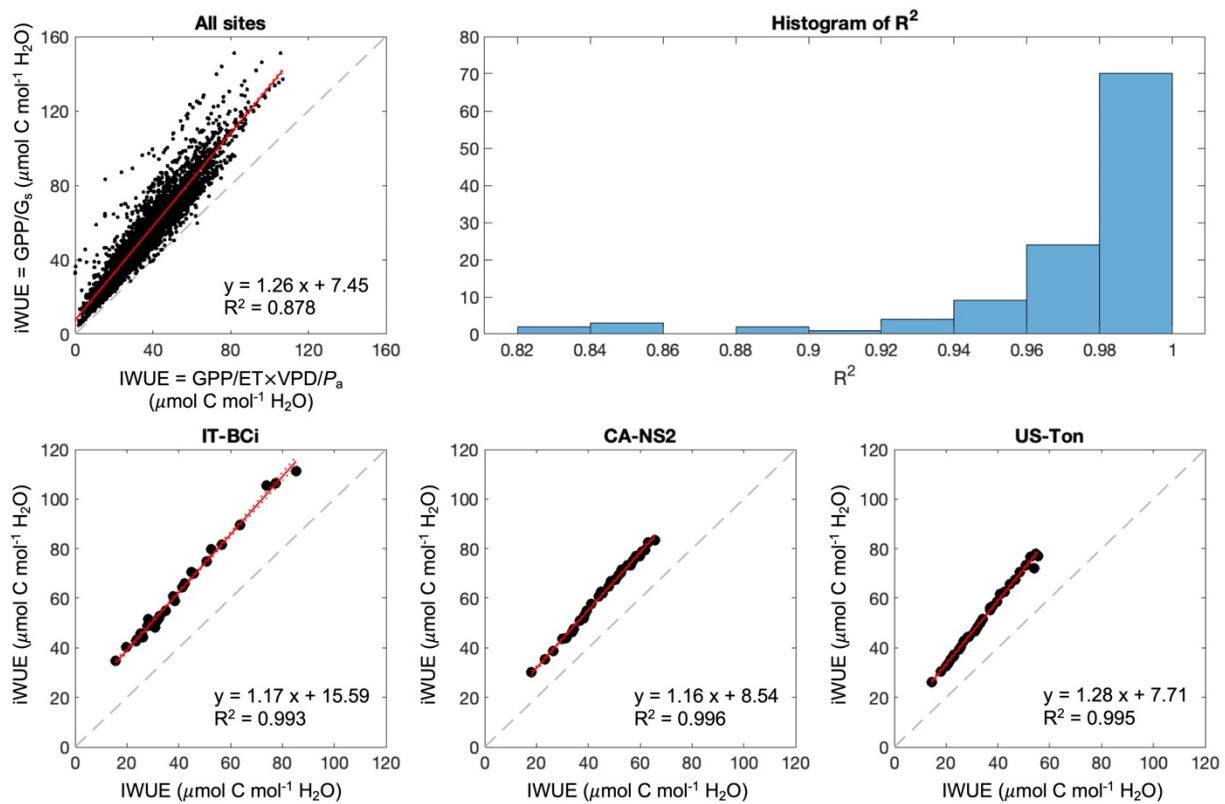 All sites
160
120
80
40
0
0 40 80 120 160
iWUE = GPP/Gs (μmol C mol-1 H2O)
y = 1.26 x + 7.45
R2 = 0.878
IWUE = GPP/ET×VPD/Pa
(μmol C mol-1 H2O)
Histogram of R2
80
70
60
50
40
30
20
10
0
0.82 0.84 0.86 0.88 0.9 0.92 0.94 0.96 0.98 1
R2
IT-BCi
120
100
80
60
40
20
0
0 20 40 60 80 100 120
iWUE (μmol C mol-1 H2O)
y = 1.17 x + 15.59
R2 = 0.993
IWUE (μmol C mol-1 H2O)
CA-NS2
120
100
80
60
40
20
0
0 20 40 60 80 100 120
iWUE (μmol C mol-1 H2O)
y = 1.16 x + 8.54
R2 = 0.996
IWUE (μmol C mol-1 H2O)
US-Ton
120
100
80
60
40
20
0
0 20 40 60 80 100 120
iWUE (μmol C mol-1 H2O)
y = 1.28 x + 7.71
R2 = 0.995
IWUE (μmol C mol-1 H2O)